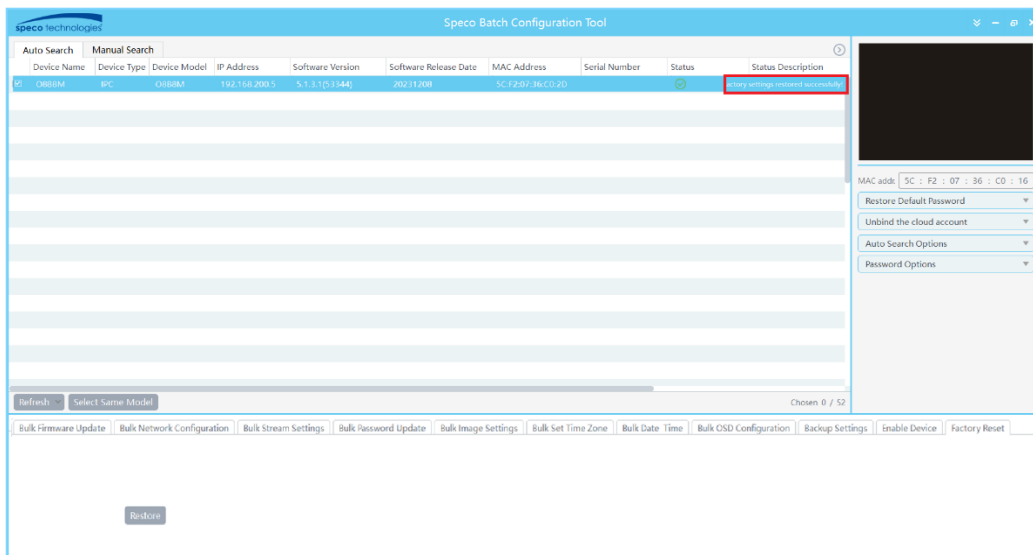 speco technologies
Speco Batch Configuration Tool
Auto Search Manual Search
Device Name Device Type Device Model IP Address Software Version Software Release Date MAC Address Serial Number Status Status Description
O8B8M IPC O8B8M 192.168.200.5 5.1.3.1(53344) 20231208 5C:F2:07:36:C0:2D actory settings restored successfully!
MAC addr. 5C : F2 : 07 : 36 : C0 : 16
Restore Default Password
Unbind the cloud account
Auto Search Options
Password Options
Refresh Select Same Model Chosen 0 / 52
Bulk Firmware Update Bulk Network Configuration Bulk Stream Settings Bulk Password Update Bulk Image Settings Bulk Set Time Zone Bulk Date Time Bulk OSD Configuration Backup Settings Enable Device Factory Reset
Restore